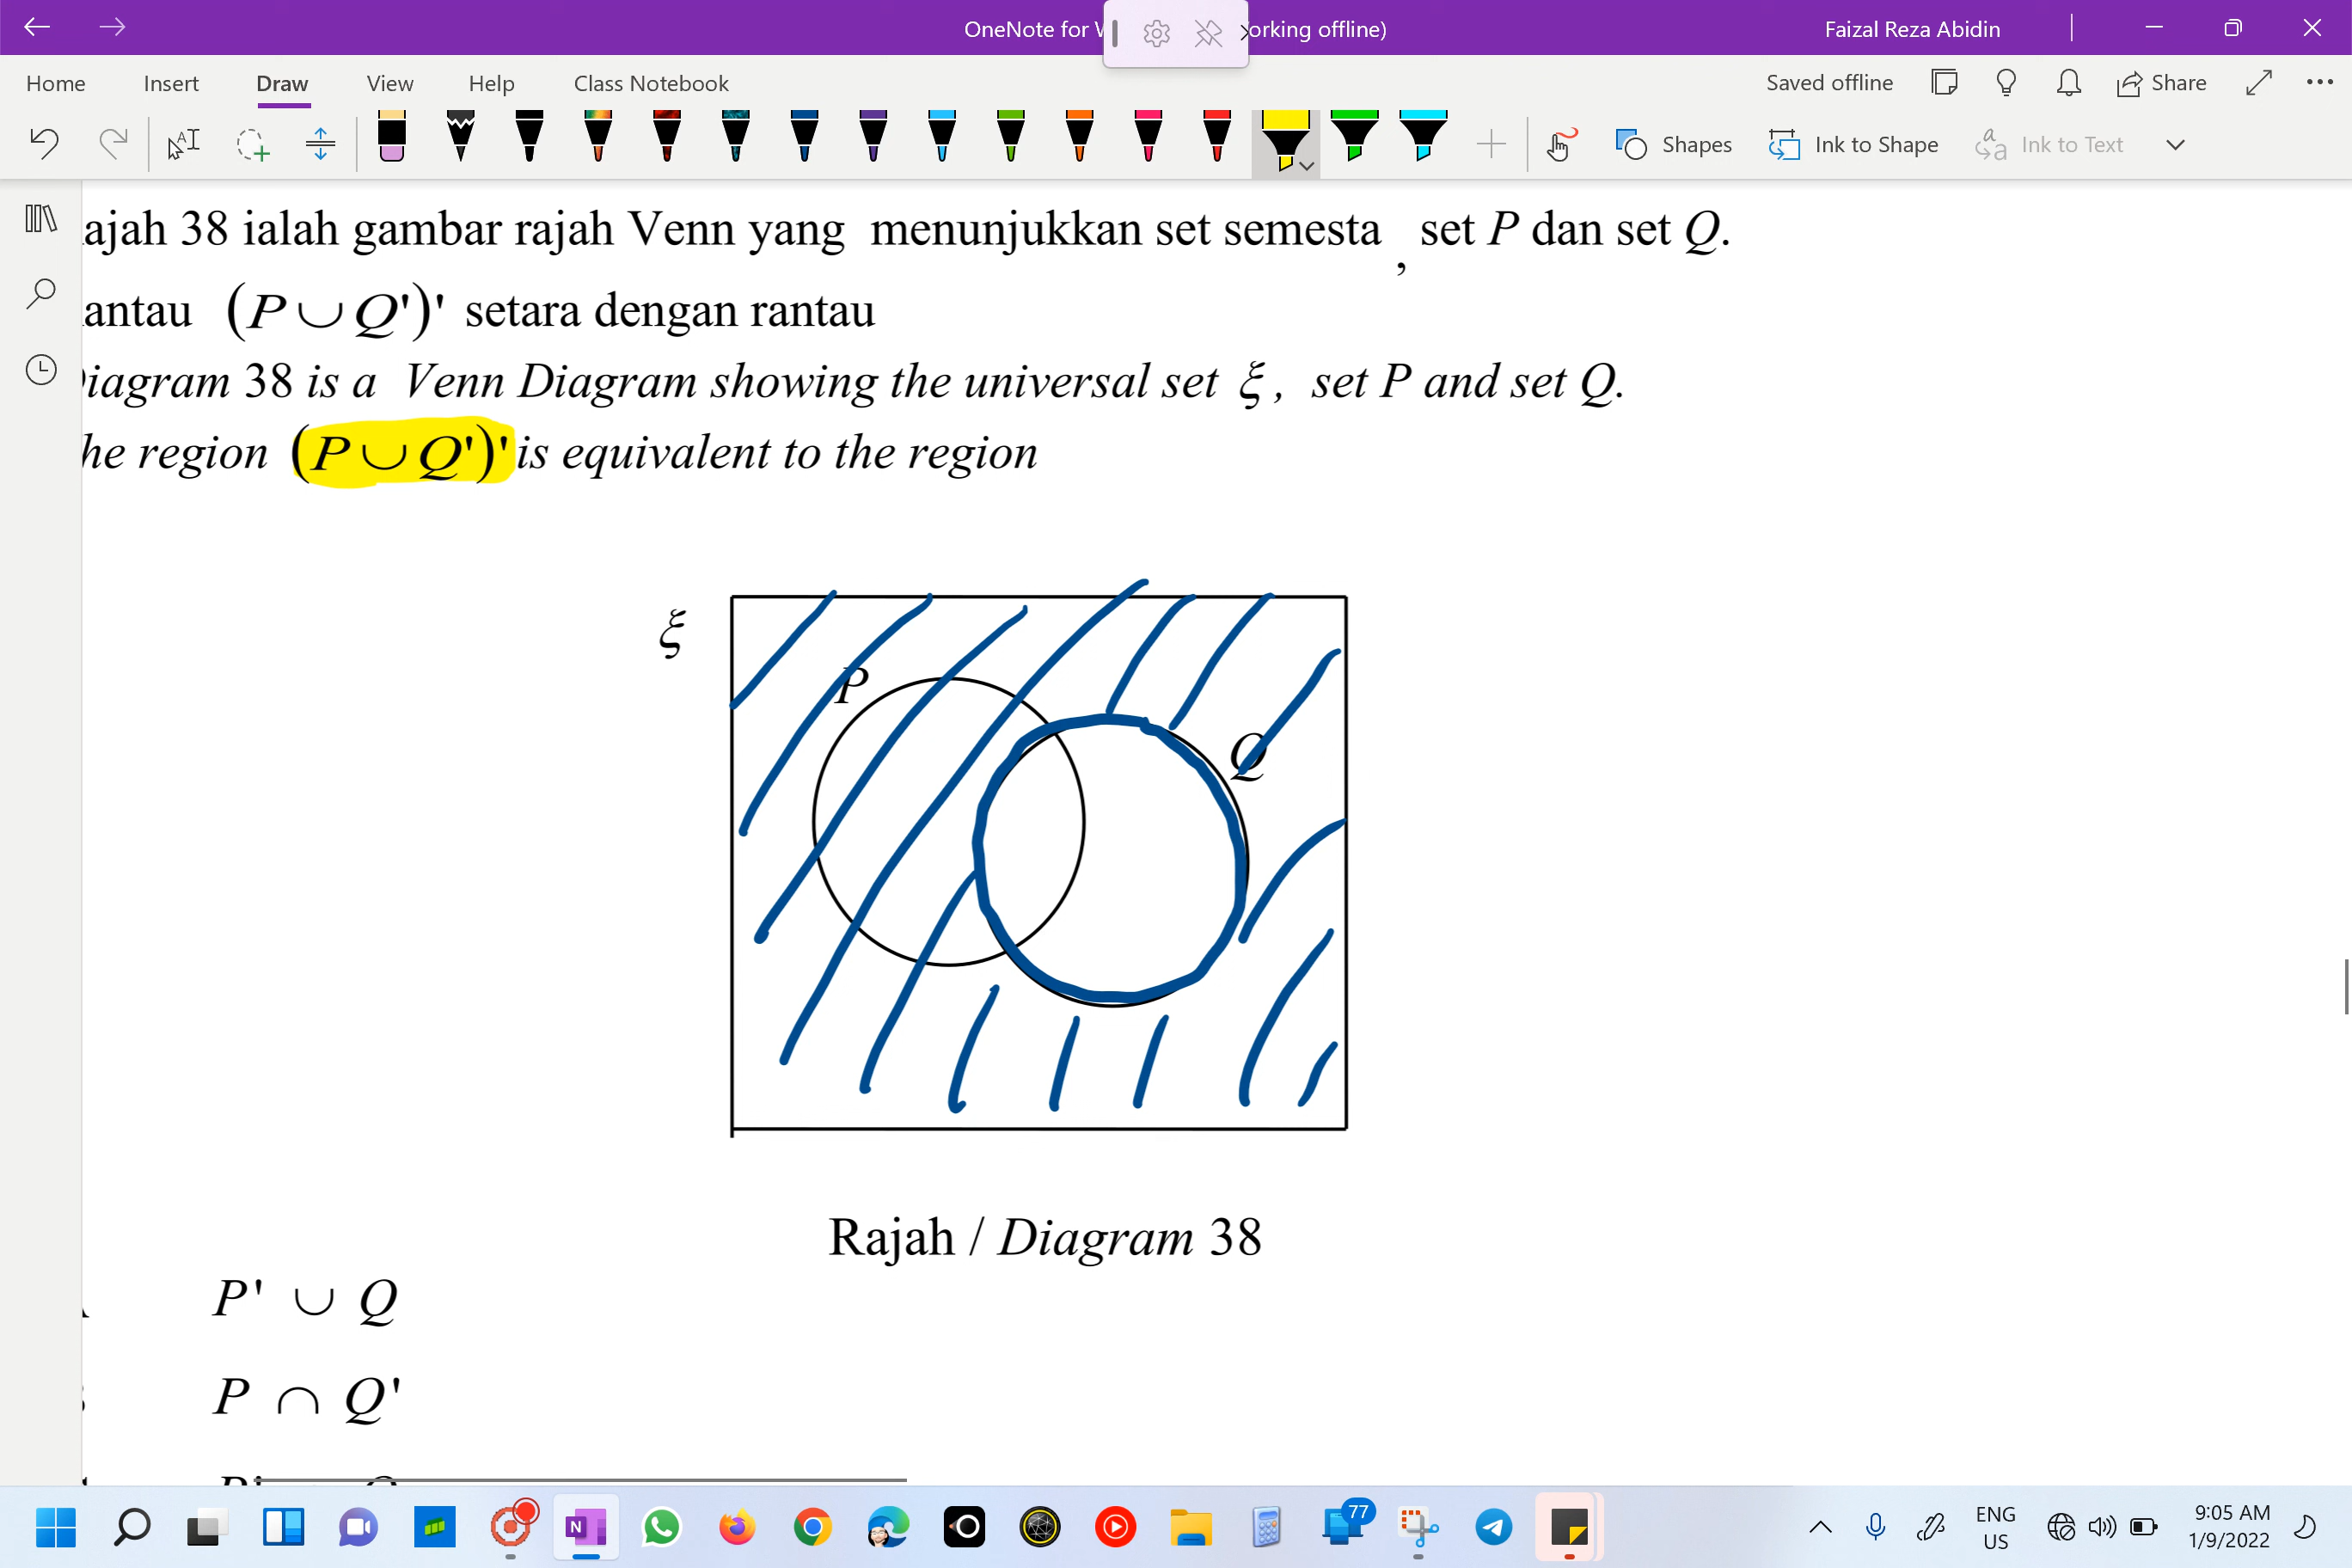 OneNote for W orking offline)
Faizal Reza Abidin
Home Insert Draw View Help Class Notebook
Saved offline Share
Shapes Ink to Shape Ink to Text
ajah 38 ialah gambar rajah Venn yang menunjukkan set semesta , set P dan set Q.
antau (P ∪ Q')' setara dengan rantau
iagram 38 is a Venn Diagram showing the universal set ξ, set P and set Q.
he region (P ∪ Q')' is equivalent to the region
ξ
P
Q
Rajah / Diagram 38
P' ∪ Q
P ∩ Q'
77
ENG
US
9:05 AM
1/9/2022